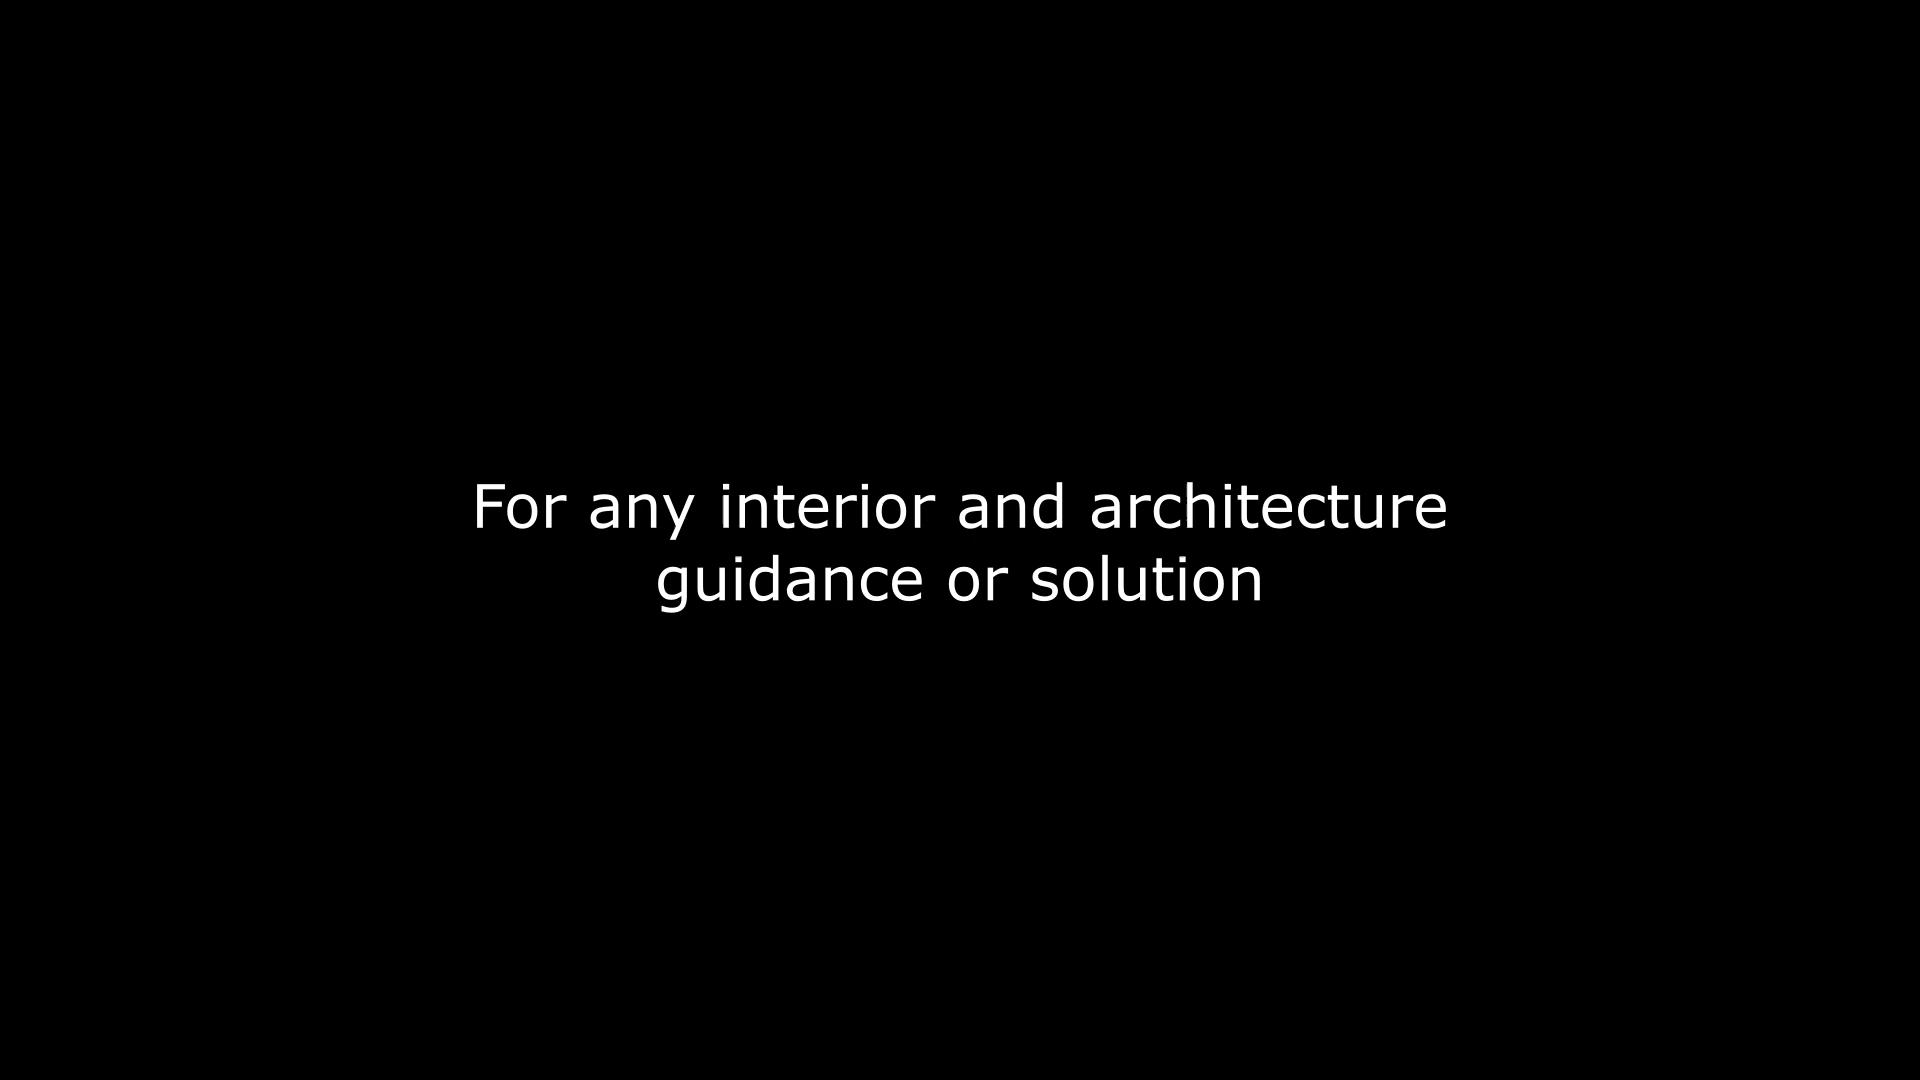 For any interior and architecture
guidance or solution